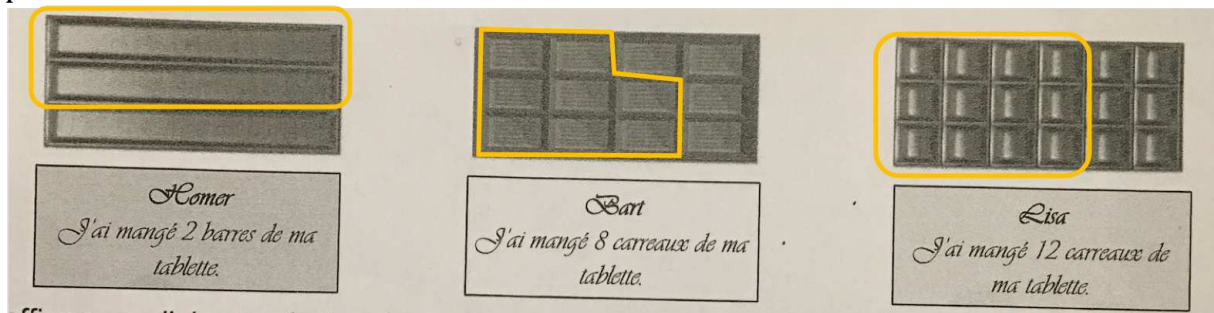 Homer
J'ai mangé 2 barres de ma
tablette.
Bart
J'ai mangé 8 carreaux de ma
tablette.
Lisa
J'ai mangé 12 carreaux de
ma tablette.